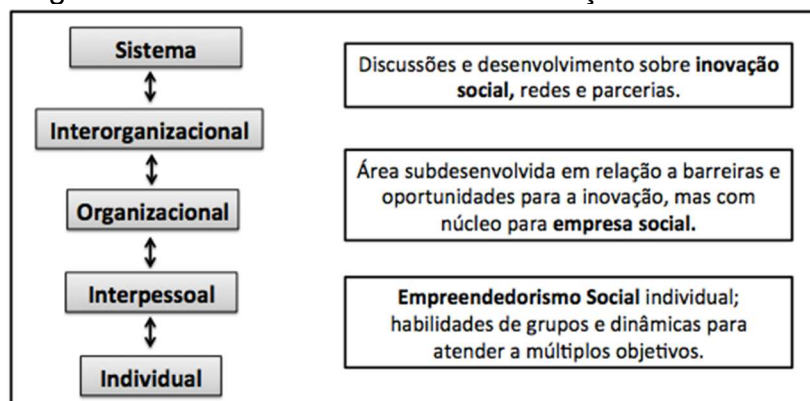 Sistema
Discussões e desenvolvimento sobre inovação
social, redes e parcerias.
Interorganizacional
Área subdesenvolvida em relação a barreiras e
oportunidades para a inovação, mas com
núcleo para empresa social.
Organizacional
Interpessoal
Empreendedorismo Social individual;
habilidades de grupos e dinâmicas para
atender a múltiplos objetivos.
Individual